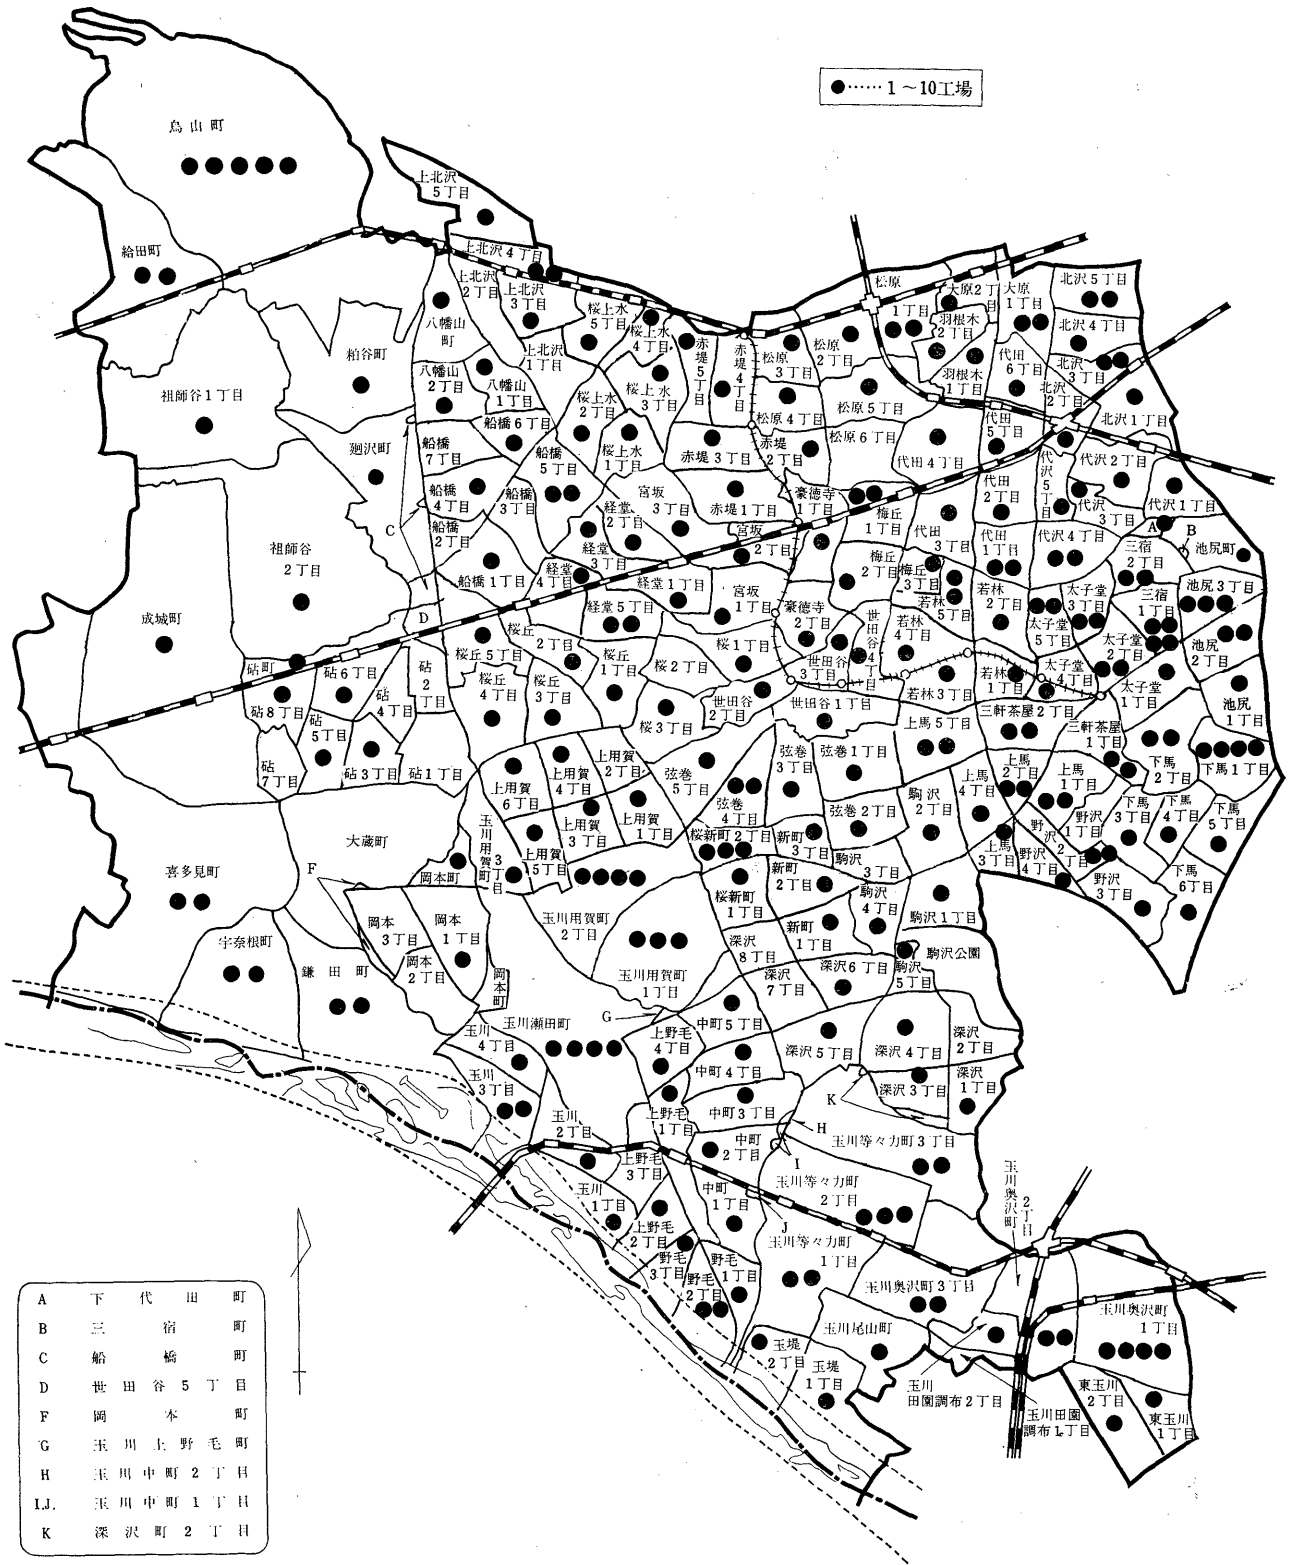 ●……1～10工場
烏山町
上北沢
5丁目
給田町
上北沢4丁目
上北沢
2丁目
上北沢
3丁目
八幡山
町
桜上水
5丁目
桜上水
4丁目
赤堤5丁目
赤堤4丁目
松原
1丁目
大原2丁目
大原
1丁目
北沢5丁目
羽根木
2丁目
北沢4丁目
松原
2丁目
松原
3丁目
粕谷町
上北沢
1丁目
八幡山
2丁目
八幡山
1丁目
代田
6丁目
北沢
3丁目
羽根木
1丁目
北沢
2丁目
祖師谷1丁目
桜上水
2丁目
桜上水
3丁目
松原4丁目
松原5丁目
北沢1丁目
船橋6丁目
代田
5丁目
廻沢町
船橋
7丁目
船橋
5丁目
桜上水
1丁目
赤堤3丁目
赤堤
2丁目
松原6丁目
代田4丁目
代沢5丁目
代沢2丁目
船橋
4丁目
船橋
3丁目
宮坂
3丁目
赤堤1丁目
豪徳寺
1丁目
代田
2丁目
代沢
3丁目
代沢1丁目
経堂
2丁目
梅丘
1丁目
C
船橋
2丁目
宮坂
2丁目
代田
3丁目
代田
1丁目
代沢4丁目
A
B
池尻町
祖師谷
2丁目
経堂
3丁目
三宿
2丁目
船橋1丁目
経堂
4丁目
経堂1丁目
梅丘
2丁目
梅丘
3丁目
池尻3丁目
成城町
D
経堂5丁目
宮坂
1丁目
豪徳寺
2丁目
世田谷4丁目
若林
5丁目
若林
2丁目
太子堂
3丁目
三宿
1丁目
太子堂
5丁目
若林
4丁目
桜丘
2丁目
桜丘5丁目
桜丘
1丁目
桜1丁目
桜2丁目
太子堂
2丁目
池尻
2丁目
砧町
砧6丁目
砧
2丁目
世田谷
3丁目
若林
1丁目
太子堂
4丁目
太子堂
1丁目
砧8丁目
砧
4丁目
桜丘
4丁目
桜丘
3丁目
世田谷
2丁目
世田谷1丁目
若林3丁目
池尻
1丁目
砧
5丁目
桜3丁目
上馬5丁目
三軒茶屋2丁目
三軒茶屋
1丁目
砧
7丁目
砧3丁目
砧1丁目
上用賀
6丁目
上用賀
4丁目
上用賀
2丁目
弦巻
5丁目
弦巻
3丁目
弦巻1丁目
上馬
4丁目
上馬
2丁目
上馬
1丁目
下馬
2丁目
下馬1丁目
弦巻
4丁目
弦巻2丁目
駒沢
2丁目
下馬
3丁目
下馬
4丁目
下馬
5丁目
大蔵町
玉川用賀町
3丁目
上用賀
3丁目
上用賀
1丁目
桜新町2丁目
新町
3丁目
上馬
3丁目
野沢
2丁目
野沢
1丁目
上用賀
5丁目
駒沢
3丁目
野沢
4丁目
野沢
3丁目
下馬
6丁目
喜多見町
F
岡本町
桜新町
1丁目
新町
2丁目
駒沢
4丁目
駒沢1丁目
岡本
3丁目
岡本
1丁目
玉川用賀町
2丁目
新町
1丁目
宇奈根町
鎌田町
岡本
2丁目
岡本町
深沢
8丁目
深沢6丁目
駒沢
5丁目
駒沢公園
玉川用賀町
1丁目
深沢
7丁目
G
玉川瀬田町
玉川
4丁目
上野毛
4丁目
中町5丁目
深沢5丁目
深沢4丁目
深沢
2丁目
玉川
3丁目
中町4丁目
深沢3丁目
深沢
1丁目
K
玉川
2丁目
上野毛
1丁目
中町3丁目
H
玉川等々力町3丁目
中町
2丁目
I
上野毛
3丁目
玉川
1丁目
中町
1丁目
玉川等々力町
2丁目
玉川奥沢町
2丁目
J
上野毛
2丁目
玉川等々力町
1丁目
野毛
3丁目
野毛
1丁目
野毛
2丁目
玉川奥沢町3丁目
玉川奥沢町
1丁目
玉川尾山町
玉堤
2丁目
玉堤
1丁目
玉川
田園調布2丁目
玉川田園
調布1丁目
東玉川
2丁目
東玉川
1丁目
A 下代田町
B 三宿町
C 船橋町
D 世田谷5丁目
F 岡本町
G 玉川上野毛町
H 玉川中町2丁目
I.J. 玉川中町1丁目
K 深沢町2丁目